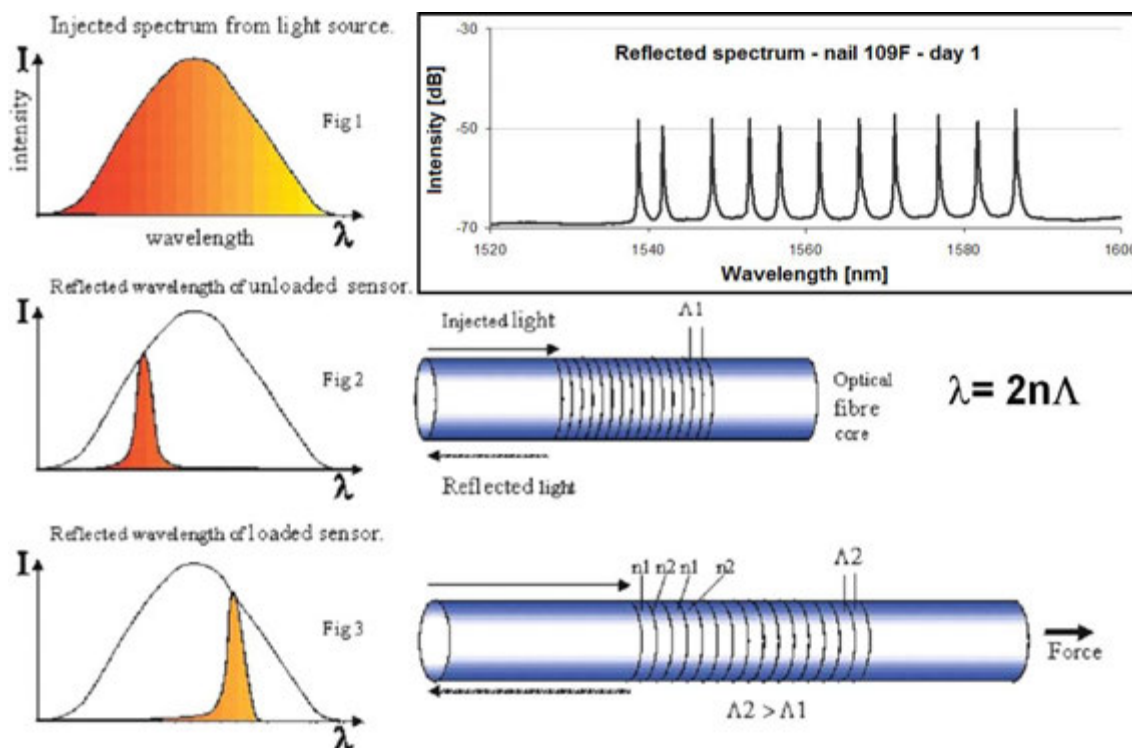 Injected spectrum from light source.
I
intensity
Fig 1
wavelength
λ
Reflected spectrum - nail 109F - day 1
Intensity [dB]
-30
-50
-70
1520
1540
1560
1580
1600
Wavelength [nm]
Reflected wavelength of unloaded sensor.
I
Fig 2
λ
Injected light
Λ1
Optical
fibre
core
λ= 2nΛ
Reflected light
Reflected wavelength of loaded sensor.
I
Fig 3
λ
n1 n2 n1 n2
Λ2
Force
Λ2 > Λ1